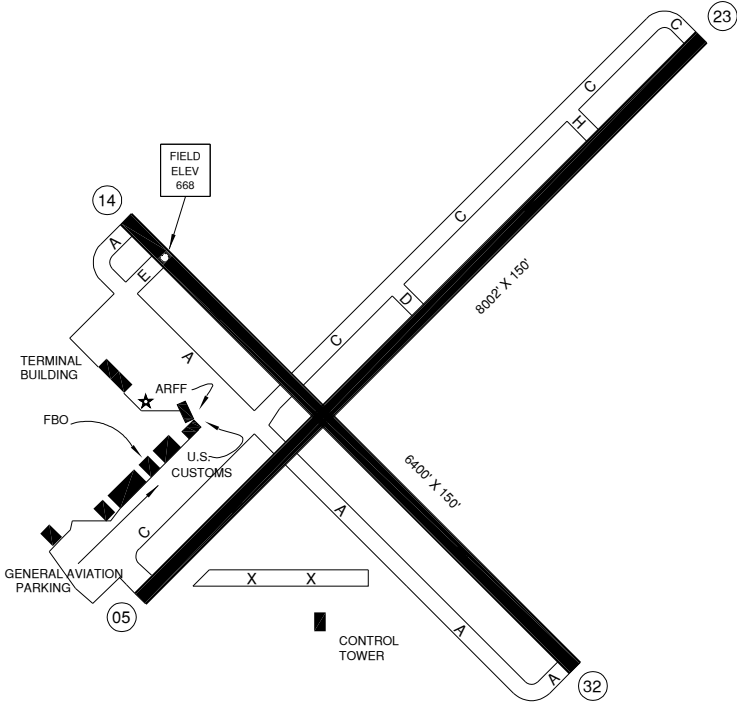 23
C
FIELD
ELEV
668
C
14
H
A
C
E
D
8002' X 150'
C
A
TERMINAL
BUILDING
ARFF
FBO
U.S.
CUSTOMS
6400' X 150'
A
C
GENERAL AVIATION
PARKING
X X
05
A
CONTROL
TOWER
A
32